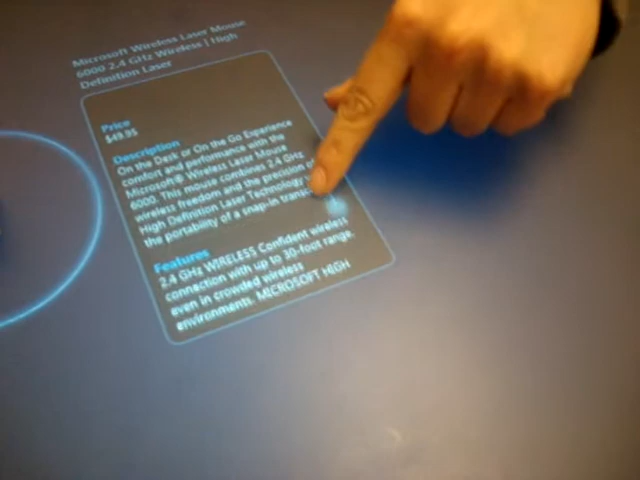 Microsoft Wireless Laser Mouse
6000 2.4 GHz Wireless | High
Definition Laser
Price
$49.95
Description
On the Desk or On the Go Experience
comfort and performance with the
Microsoft® Wireless Laser Mouse
6000. This mouse combines 2.4 GHz
wireless freedom and the precision of
High Definition Laser Technology
the portability of a snap-in
Features
2.4 GHz WIRELESS Confident wireless
connection with up to 30-foot range,
even in crowded wireless
environments. MICROSOFT HIGH